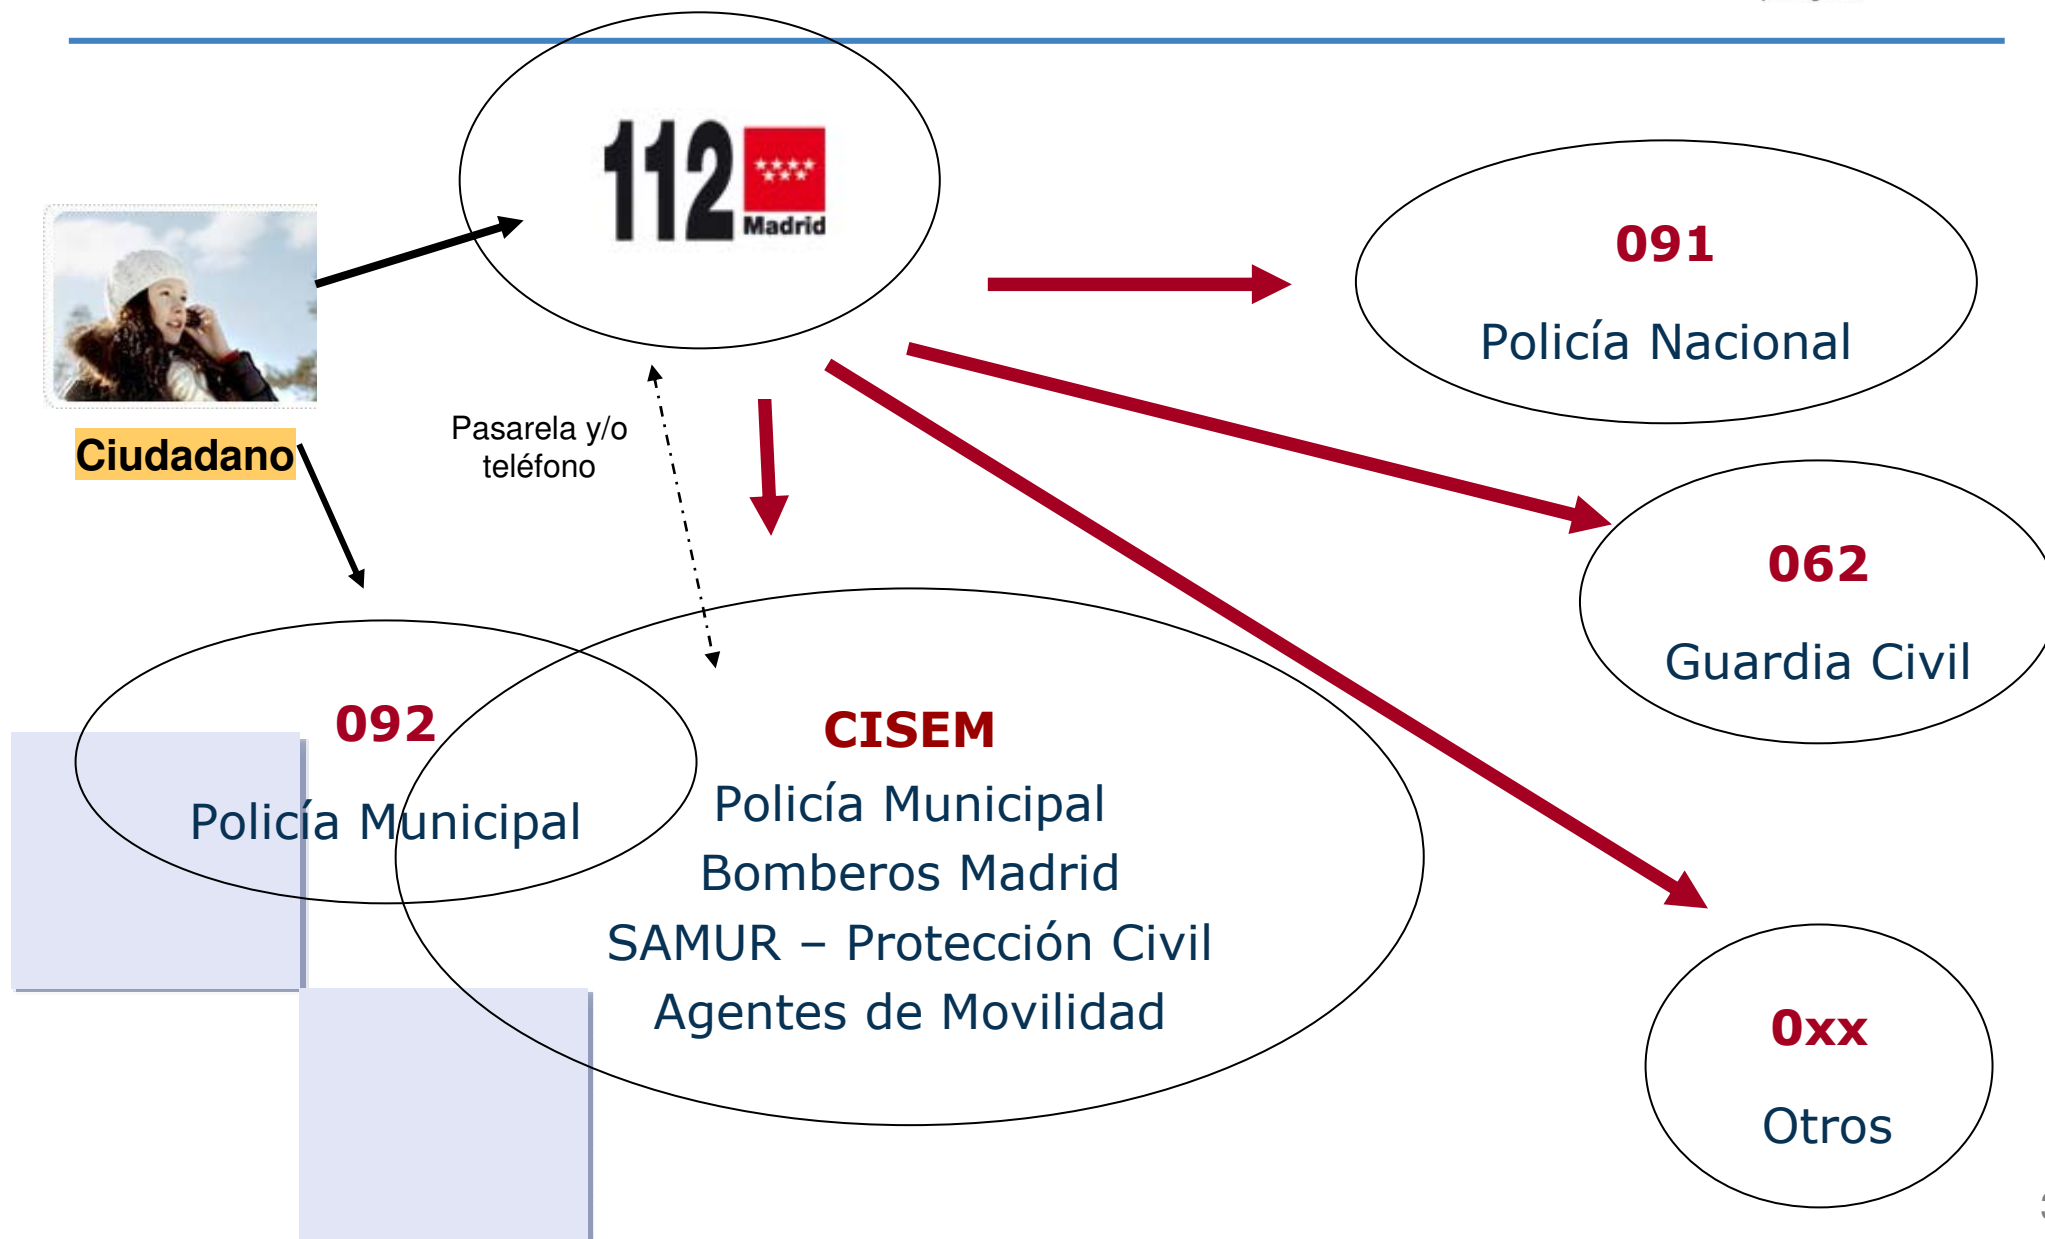 112
Madrid
091
Policía Nacional
Ciudadano
Pasarela y/o
teléfono
062
Guardia Civil
092
Policía Municipal
CISEM
Policía Municipal
Bomberos Madrid
SAMUR – Protección Civil
Agentes de Movilidad
0xx
Otros